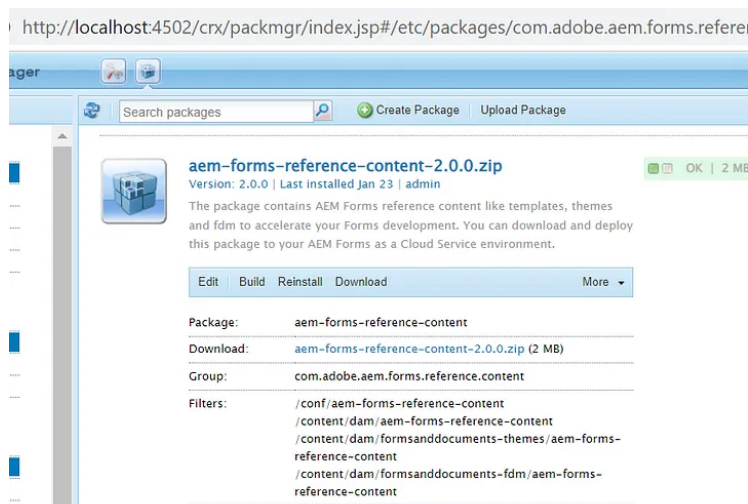 http://localhost:4502/crx/packmgr/index.jsp#/etc/packages/com.adobe.aem.forms.refere
ager
Search packages
Create Package
Upload Package
aem-forms-reference-content-2.0.0.zip
OK | 2 MB
Version: 2.0.0 | Last installed Jan 23 | admin
The package contains AEM Forms reference content like templates, themes
and fdm to accelerate your Forms development. You can download and deploy
this package to your AEM Forms as a Cloud Service environment.
Edit Build Reinstall Download More
Package: aem-forms-reference-content
Download: aem-forms-reference-content-2.0.0.zip (2 MB)
Group: com.adobe.aem.forms.reference.content
Filters: /conf/aem-forms-reference-content
/content/dam/aem-forms-reference-content
/content/dam/formsanddocuments-themes/aem-forms-
reference-content
/content/dam/formsanddocuments-fdm/aem-forms-
reference-content